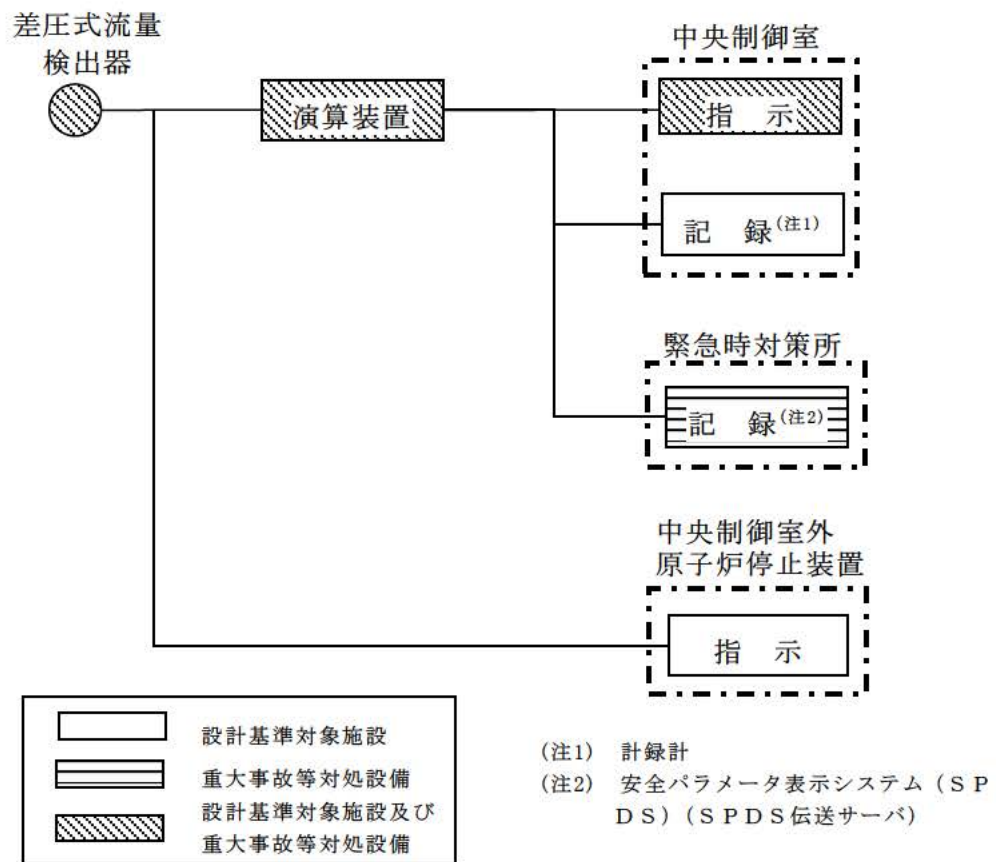 差圧式流量
検出器
中央制御室
演算装置
指 示
記 録(注1)
緊急時対策所
記 録(注2)
中央制御室外
原子炉停止装置
指 示
設計基準対象施設
重大事故等対処設備
設計基準対象施設及び
重大事故等対処設備
(注1) 計録計
(注2) 安全パラメータ表示システム(SP
DS)(SPDS伝送サーバ)